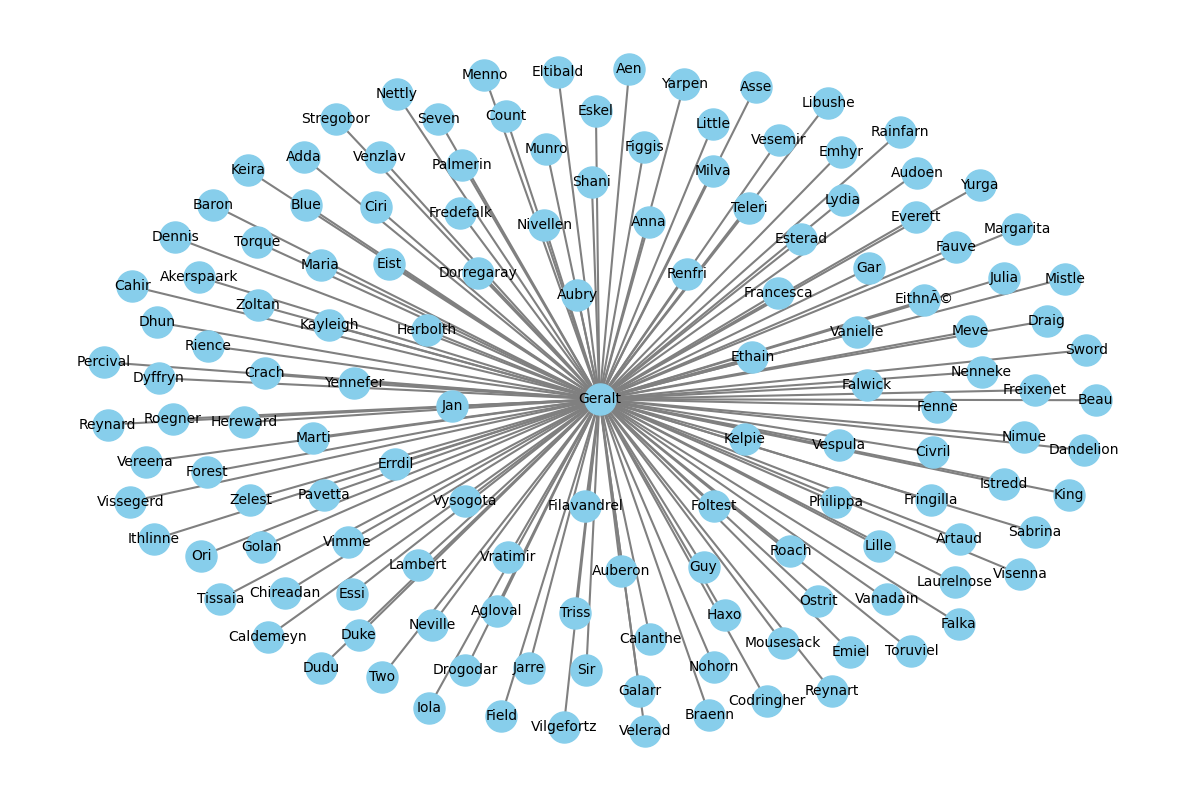 Aen
Eltibald
Menno
Yarpen
Asse
Nettly
Libushe
Eskel
Count
Stregobor
Seven
Little
Rainfarn
Vesemir
Figgis
Munro
Emhyr
Adda
Venzlav
Palmerin
Keira
Milva
Audoen
Shani
Yurga
Lydia
Baron
Blue
Ciri
Teleri
Fredefalk
Everett
Anna
Nivellen
Margarita
Dennis
Torque
Esterad
Fauve
Maria
Eist
Gar
Dorregaray
Renfri
Akerspaark
Julia
Mistle
Cahir
Francesca
Aubry
EithnÃ©
Zoltan
Dhun
Kayleigh
Herbolth
Draig
Meve
Vanielle
Rience
Sword
Ethain
Percival
Crach
Nenneke
Dyffryn
Yennefer
Falwick
Freixenet
Geralt
Beau
Jan
Fenne
Roegner
Hereward
Reynard
Marti
Kelpie
Nimue
Vespula
Dandelion
Civril
Vereena
Errdil
Forest
Istredd
Pavetta
King
Zelest
Vysogota
Fringilla
Vissegerd
Philippa
Filavandrel
Foltest
Sabrina
Ithlinne
Artaud
Vimme
Golan
Lille
Roach
Ori
Vratimir
Lambert
Guy
Auberon
Visenna
Laurelnose
Chireadan
Essi
Tissaia
Vanadain
Ostrit
Agloval
Triss
Haxo
Falka
Neville
Duke
Caldemeyn
Calanthe
Mousesack
Toruviel
Emiel
Dudu
Jarre
Nohorn
Drogodar
Sir
Two
Galarr
Reynart
Codringher
Iola
Braenn
Field
Vilgefortz
Velerad